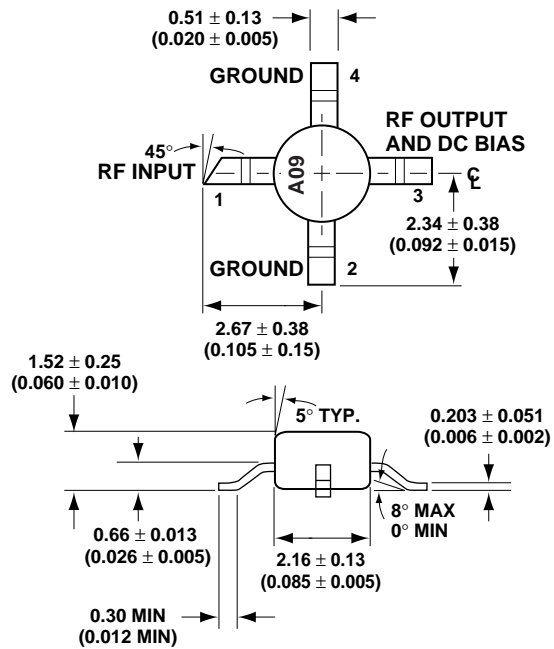 0.51 ± 0.13
(0.020 ± 0.005)
GROUND
4
RF OUTPUT
AND DC BIAS
45°
RF INPUT
A09
C
L
1
3
2.34 ± 0.38
(0.092 ± 0.015)
GROUND
2
2.67 ± 0.38
(0.105 ± 0.15)
1.52 ± 0.25
(0.060 ± 0.010)
5° TYP.
0.203 ± 0.051
(0.006 ± 0.002)
8° MAX
0° MIN
0.66 ± 0.013
(0.026 ± 0.005)
2.16 ± 0.13
(0.085 ± 0.005)
0.30 MIN
(0.012 MIN)